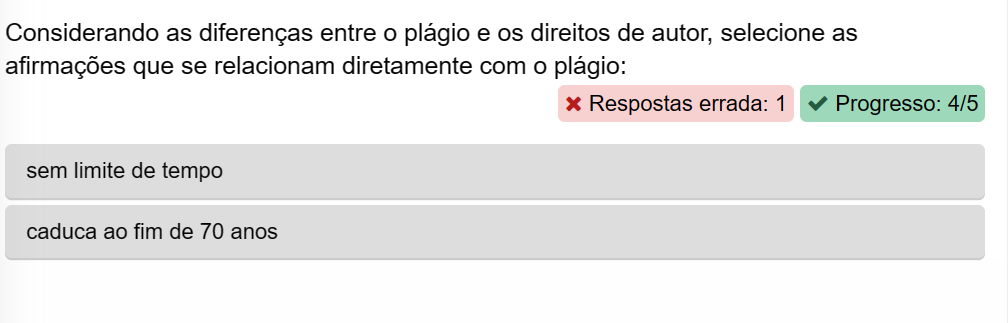 Considerando as diferenças entre o plágio e os direitos de autor, selecione as
afirmações que se relacionam diretamente com o plágio:
✖ Respostas errada: 1 ✔ Progresso: 4/5
sem limite de tempo
caduca ao fim de 70 anos